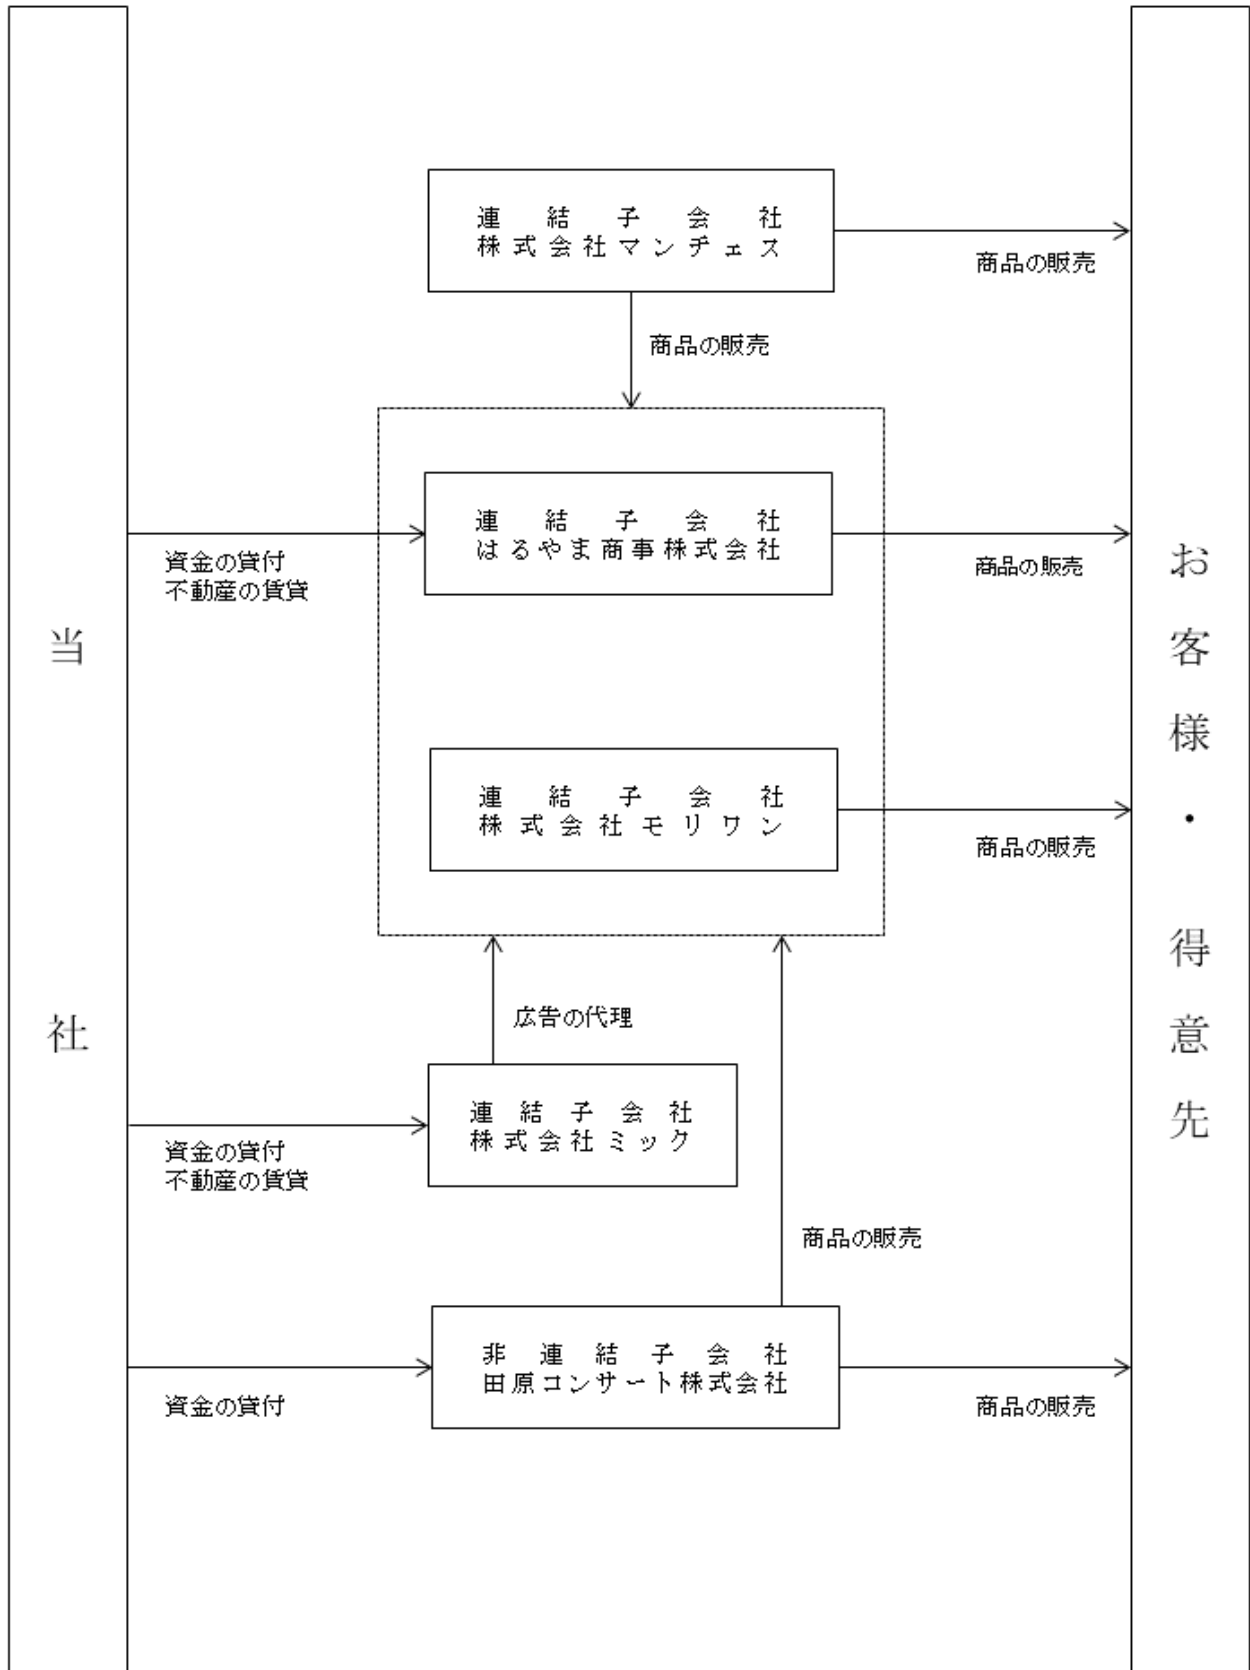 当社
連結子会社
株式会社マンチェス
商品の販売
商品の販売
連結子会社
はるやま商事株式会社
資金の貸付
不動産の賃貸
商品の販売
連結子会社
株式会社モリワン
商品の販売
広告の代理
連結子会社
株式会社ミック
資金の貸付
不動産の賃貸
商品の販売
非連結子会社
田原コンサート株式会社
資金の貸付
商品の販売
お客様・得意先